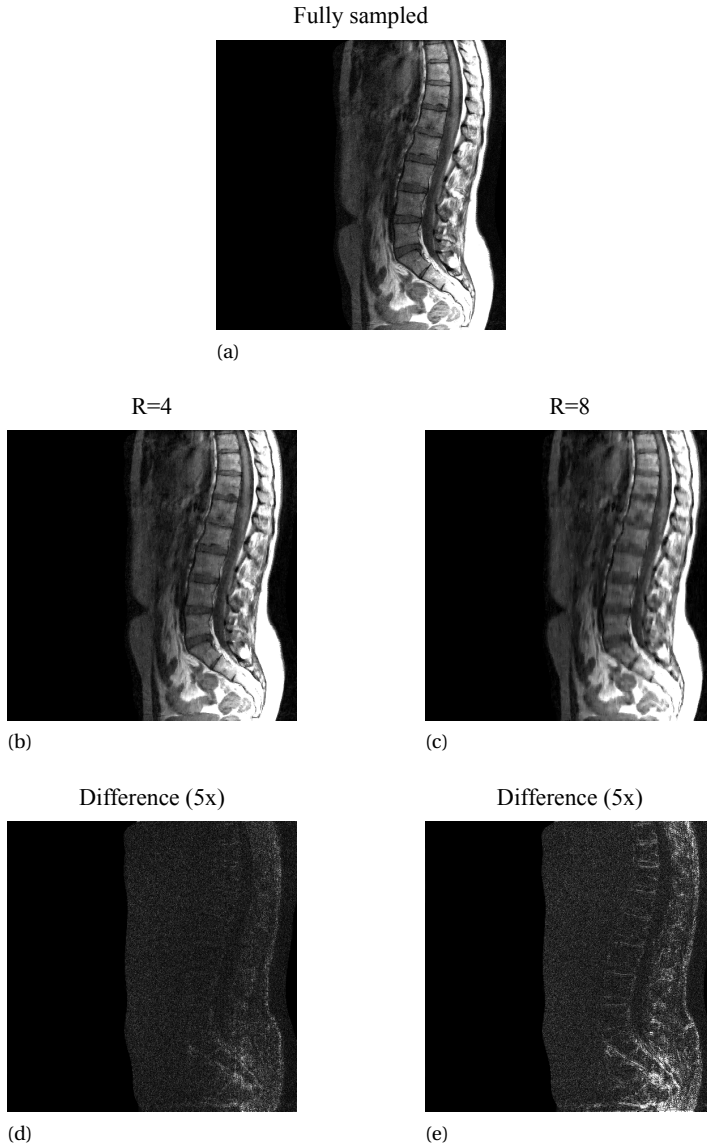 Fully sampled
(a)
R=4
R=8
(b)
(c)
Difference (5x)
Difference (5x)
(d)
(e)